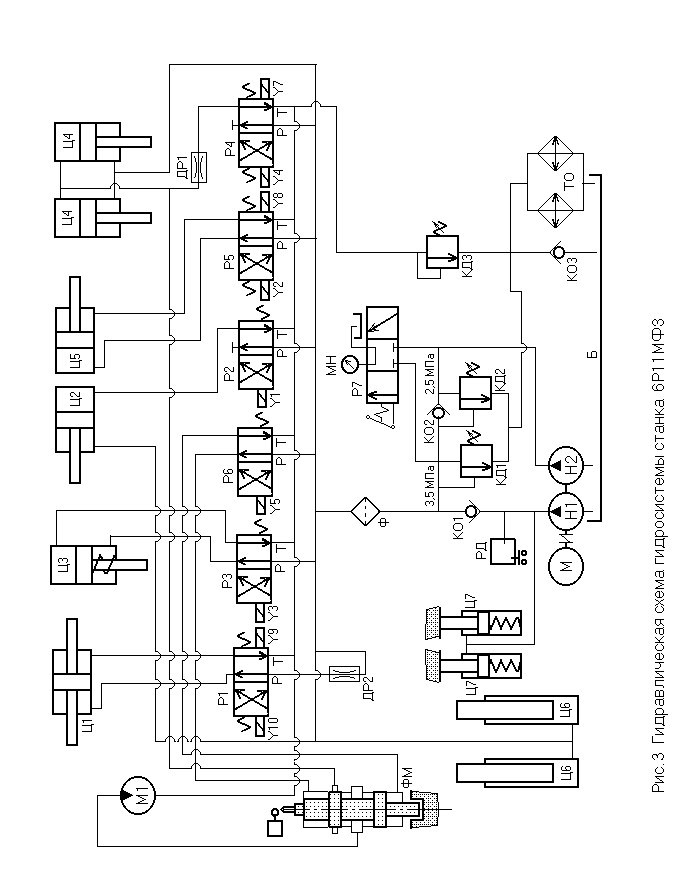 Ц4
Ц4
ДР1
Р4
Р
Т
Y7
Y4
Y8
Р5
Р
Т
Y2
Ц5
Ц2
Р2
Р
Т
Y1
Р6
Р
Т
Y5
Ц3
Р3
Р
Т
Y3
Y9
Р1
Р
Т
Y10
Ц1
ДР2
М1
ФМ
МН
Р7
2,5 МПа
3,5 МПа
КО2
КД2
КД1
КД3
КО3
ТО
Б
Ф
КО1
РД
М
Н1
Н2
Ц7
Ц7
Ц6
Ц6
Рис.3 Гидравлическая схема гидросистемы станка 6Р11МФ3